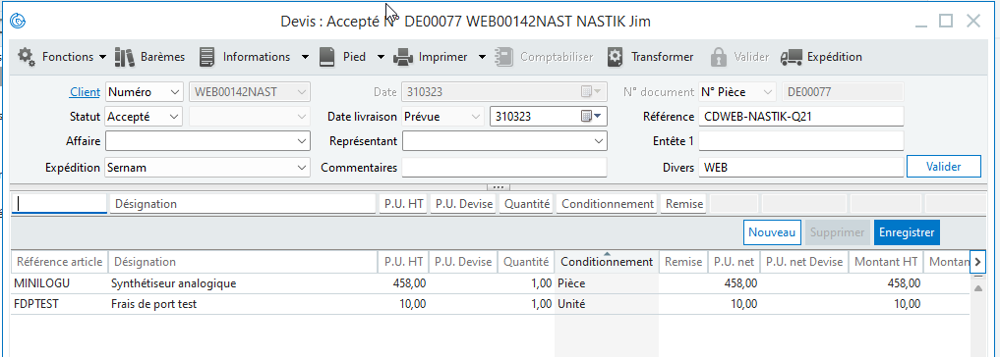 Devis : Accepté N° DE00077 WEB00142NAST NASTIK Jim
Fonctions Barèmes Informations Pied Imprimer Comptabiliser Transformer Valider Expédition
Client Numéro WEB00142NAST Date 310323 N° document N° Pièce DE00077
Statut Accepté Date livraison Prévue 310323 Référence CDWEB-NASTIK-Q21
Affaire Représentant Entête 1
Expédition Sernam Commentaires Divers WEB Valider
Désignation P.U. HT P.U. Devise Quantité Conditionnement Remise
Nouveau Supprimer Enregistrer
Référence article Désignation P.U. HT P.U. Devise Quantité Conditionnement Remise P.U. net P.U. net Devise Montant HT Montan
MINILOGU Synthétiseur analogique 458,00 1,00 Pièce 458,00 458,00
FDPTEST Frais de port test 10,00 1,00 Unité 10,00 10,00